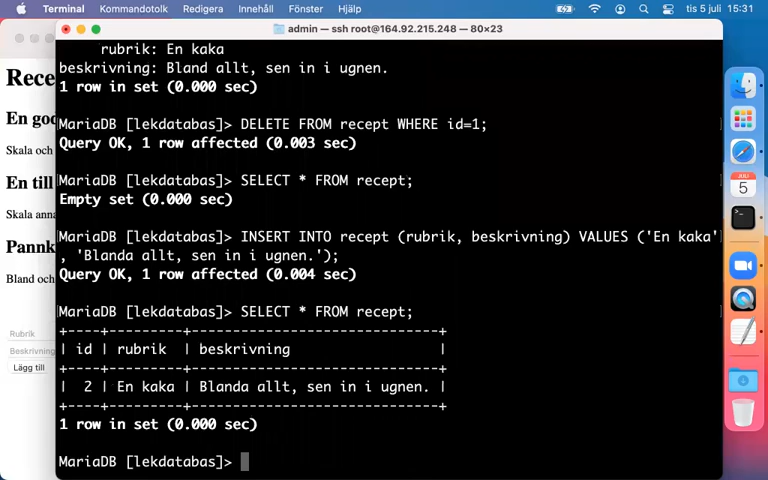 Terminal Kommandotolk Redigera Innehåll Fönster Hjälp tis 5 juli 15:31
admin — ssh root@164.92.215.248 — 80×23
rubrik: En kaka
beskrivning: Bland allt, sen in i ugnen.
1 row in set (0.000 sec)
MariaDB [lekdatabas]> DELETE FROM recept WHERE id=1;
Query OK, 1 row affected (0.003 sec)
MariaDB [lekdatabas]> SELECT * FROM recept;
Empty set (0.000 sec)
MariaDB [lekdatabas]> INSERT INTO recept (rubrik, beskrivning) VALUES ('En kaka'
, 'Blanda allt, sen in i ugnen.');
Query OK, 1 row affected (0.004 sec)
MariaDB [lekdatabas]> SELECT * FROM recept;
+----+---------+------------------------------+
| id | rubrik | beskrivning |
+----+---------+------------------------------+
| 2 | En kaka | Blanda allt, sen in i ugnen. |
+----+---------+------------------------------+
1 row in set (0.000 sec)
MariaDB [lekdatabas]>
Rece
En goo
Skala och
En till
Skala anna
Pannk
Bland och
Rubrik
Beskrivning
Lägg till
JULI
5